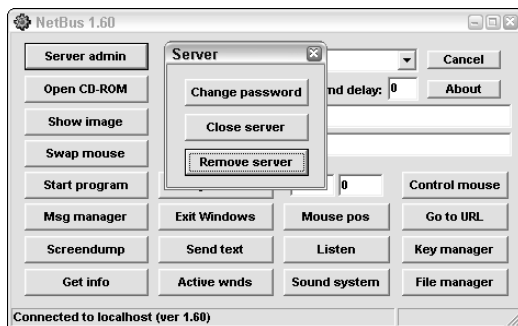 NetBus 1.60
Server admin
Server
Cancel
Open CD-ROM
Change password
nd delay: 0
About
Show image
Close server
Swap mouse
Remove server
Start program
0
Control mouse
Msg manager
Exit Windows
Mouse pos
Go to URL
Screendump
Send text
Listen
Key manager
Get info
Active wnds
Sound system
File manager
Connected to localhost (ver 1.60)